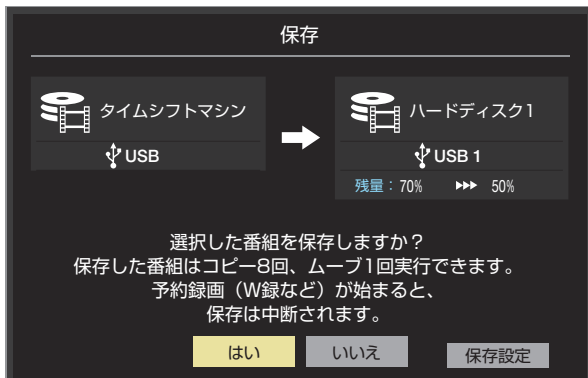 保存
タイムシフトマシン
USB
ハードディスク1
USB 1
残量：70% ▸▸▸ 50%
選択した番組を保存しますか？
保存した番組はコピー8回、ムーブ1回実行できます。
予約録画（W録など）が始まると、
保存は中断されます。
はい
いいえ
保存設定